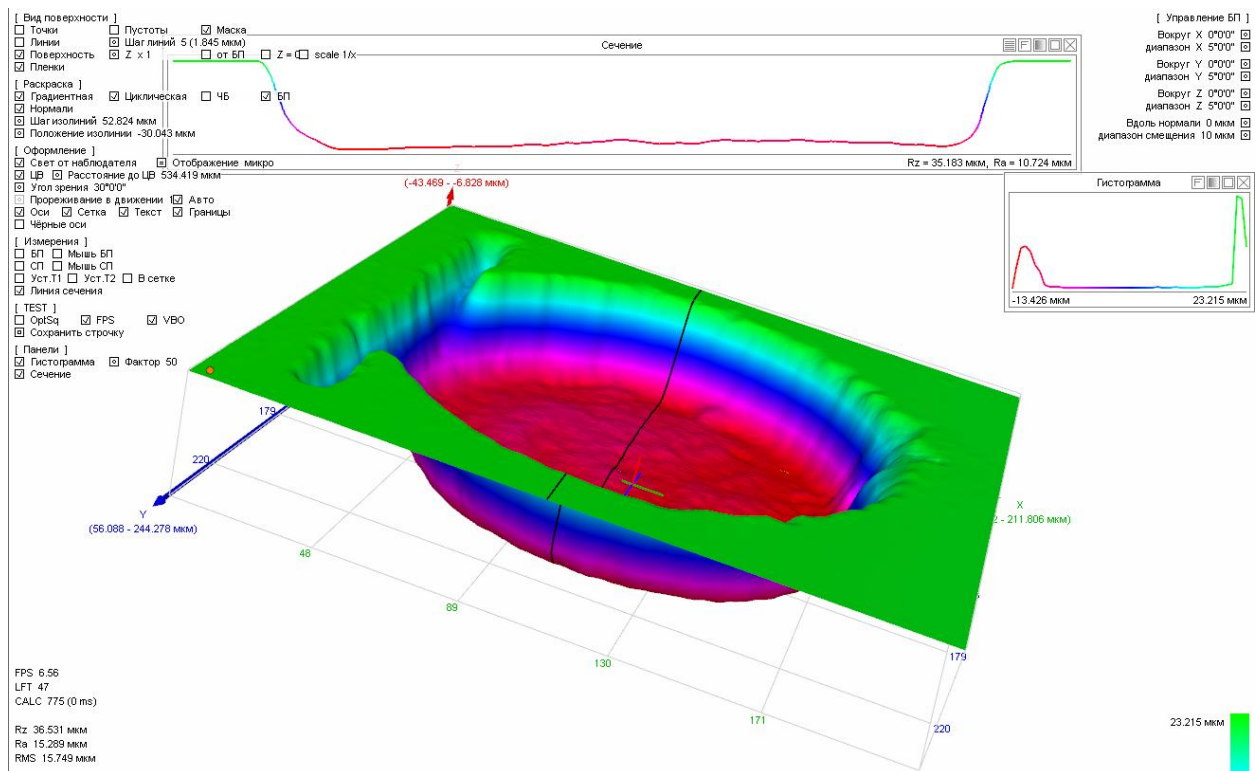 [ Вид поверхности ]
Точки Пустоты Маска
Линии Шаг линий 5 (1.845 мкм)
Поверхность Z x 1 от БП Z = 0 scale 1/x
Пленки
[ Раскраска ]
Градиентная Циклическая ЧБ БП
Нормали
Шаг изолиний 52.824 мкм
Положение изолинии -30.043 мкм
[ Оформление ]
Свет от наблюдателя Отображение микро
ЦВ Расстояние до ЦВ 534.419 мкм
Угол зрения 30°0'0"
Прореживание в движении Авто
Оси Сетка Текст Границы
Чёрные оси
[ Измерения ]
БП Мышь БП
СП Мышь СП
Уст.Т1 Уст.Т2 В сетке
Линия сечения
[ TEST ]
OptSq FPS VBO
Сохранить строчку
[ Панели ]
Гистограмма Фактор 50
Сечение
Сечение
Rz = 35.183 мкм, Ra = 10.724 мкм
[ Управление БП ]
Вокруг X 0°0'0"
диапазон X 5°0'0"
Вокруг Y 0°0'0"
диапазон Y 5°0'0"
Вокруг Z 0°0'0"
диапазон Z 5°0'0"
Вдоль нормали 0 мкм
диапазон смещения 10 мкм
Гистограмма
-13.426 мкм 23.215 мкм
Z
(-43.469 - -6.828 мкм)
179
220
Y
(56.088 - 244.278 мкм)
X
- 211.806 мкм)
48
89
130
171
179
220
FPS 6.56
LFT 47
CALC 775 (0 ms)
Rz 36.531 мкм
Ra 15.289 мкм
RMS 15.749 мкм
23.215 мкм